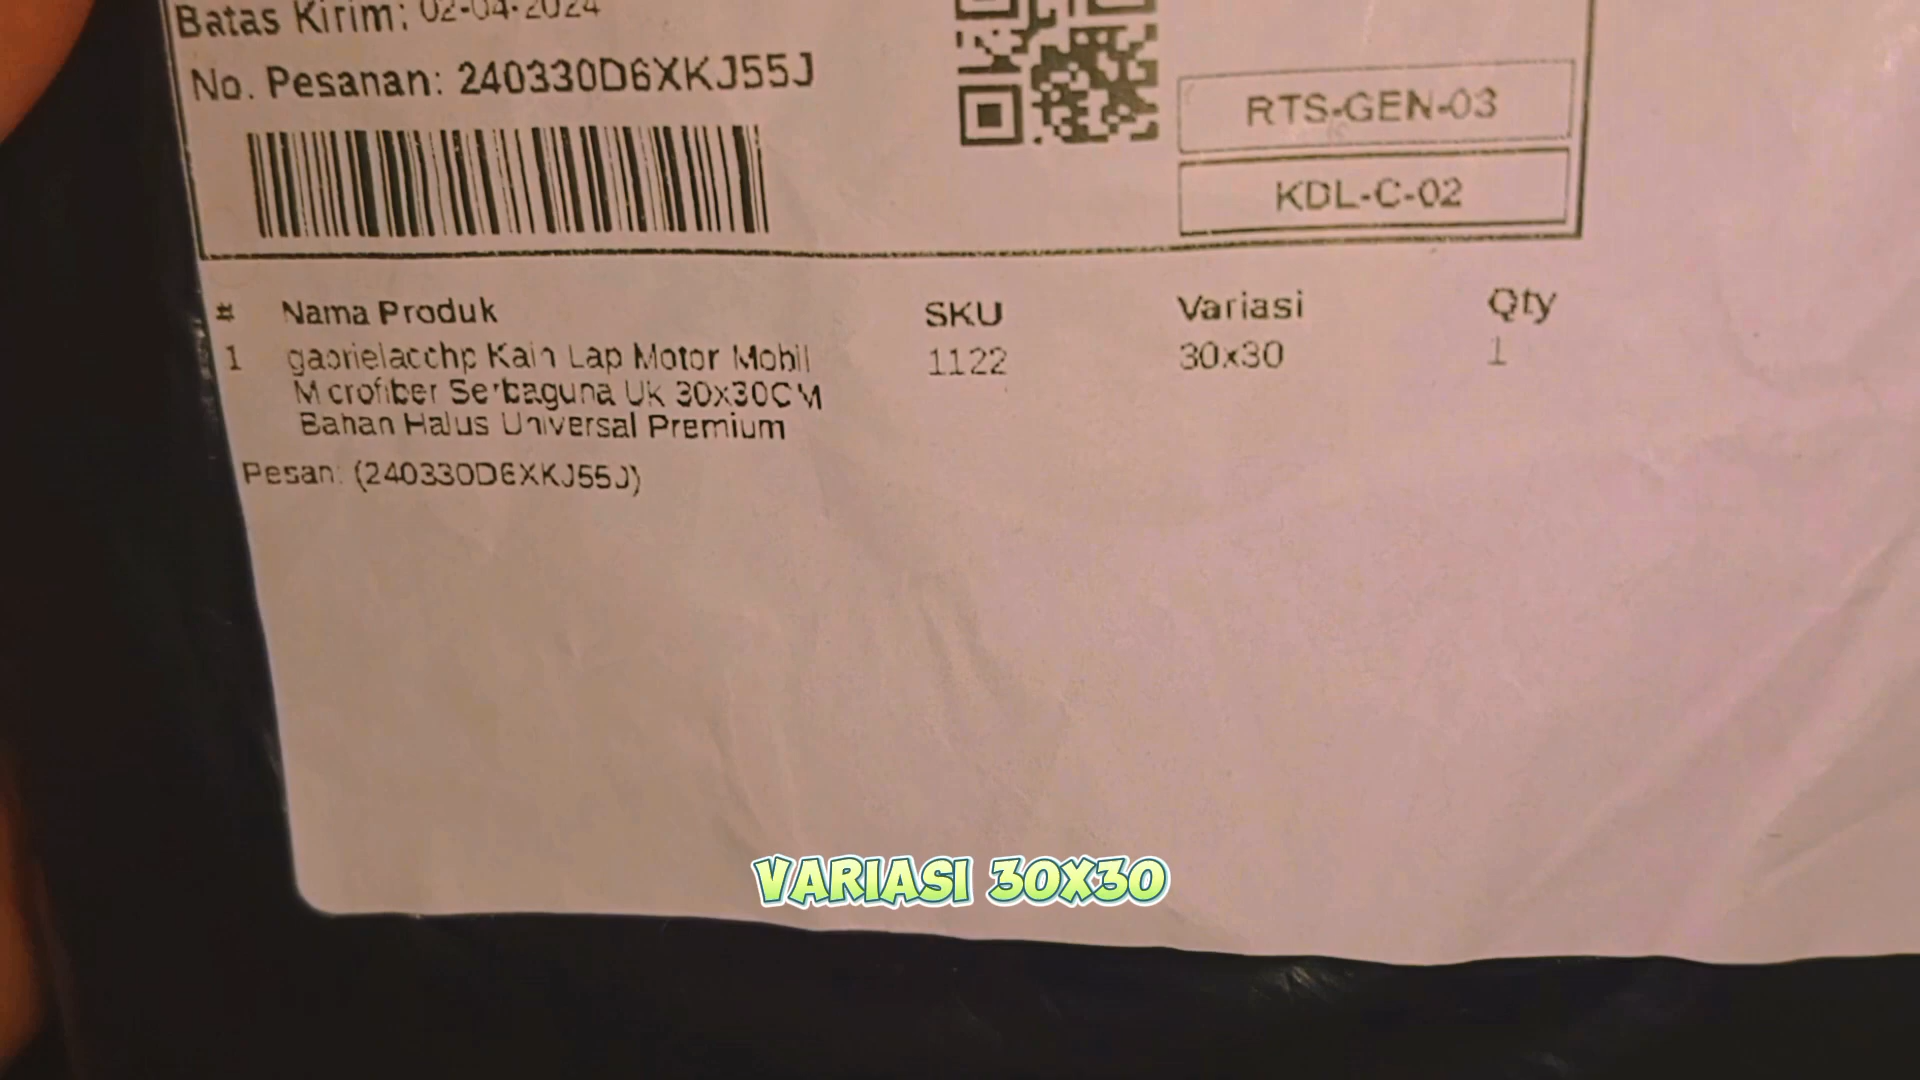 Batas Kirim: 02-04-2024
No. Pesanan: 240330D6XKJ55J
RTS-GEN-03
KDL-C-02
# Nama Produk SKU Variasi Qty
1 gabrielacchp Kain Lap Motor Mobil 1122 30x30 1
Microfiber Serbaguna Uk 30x30CM
Bahan Halus Universal Premium
Pesan: (240330D6XKJ55J)
VARIASI 30X30